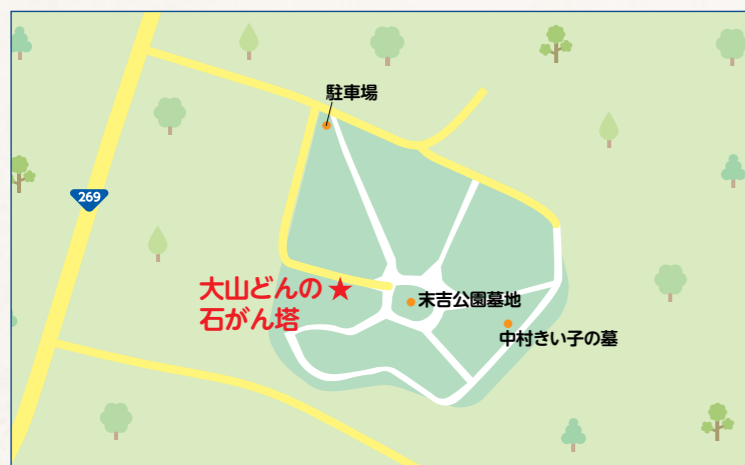 駐車場
269
大山どんの
石がん塔
末吉公園墓地
中村きい子の墓